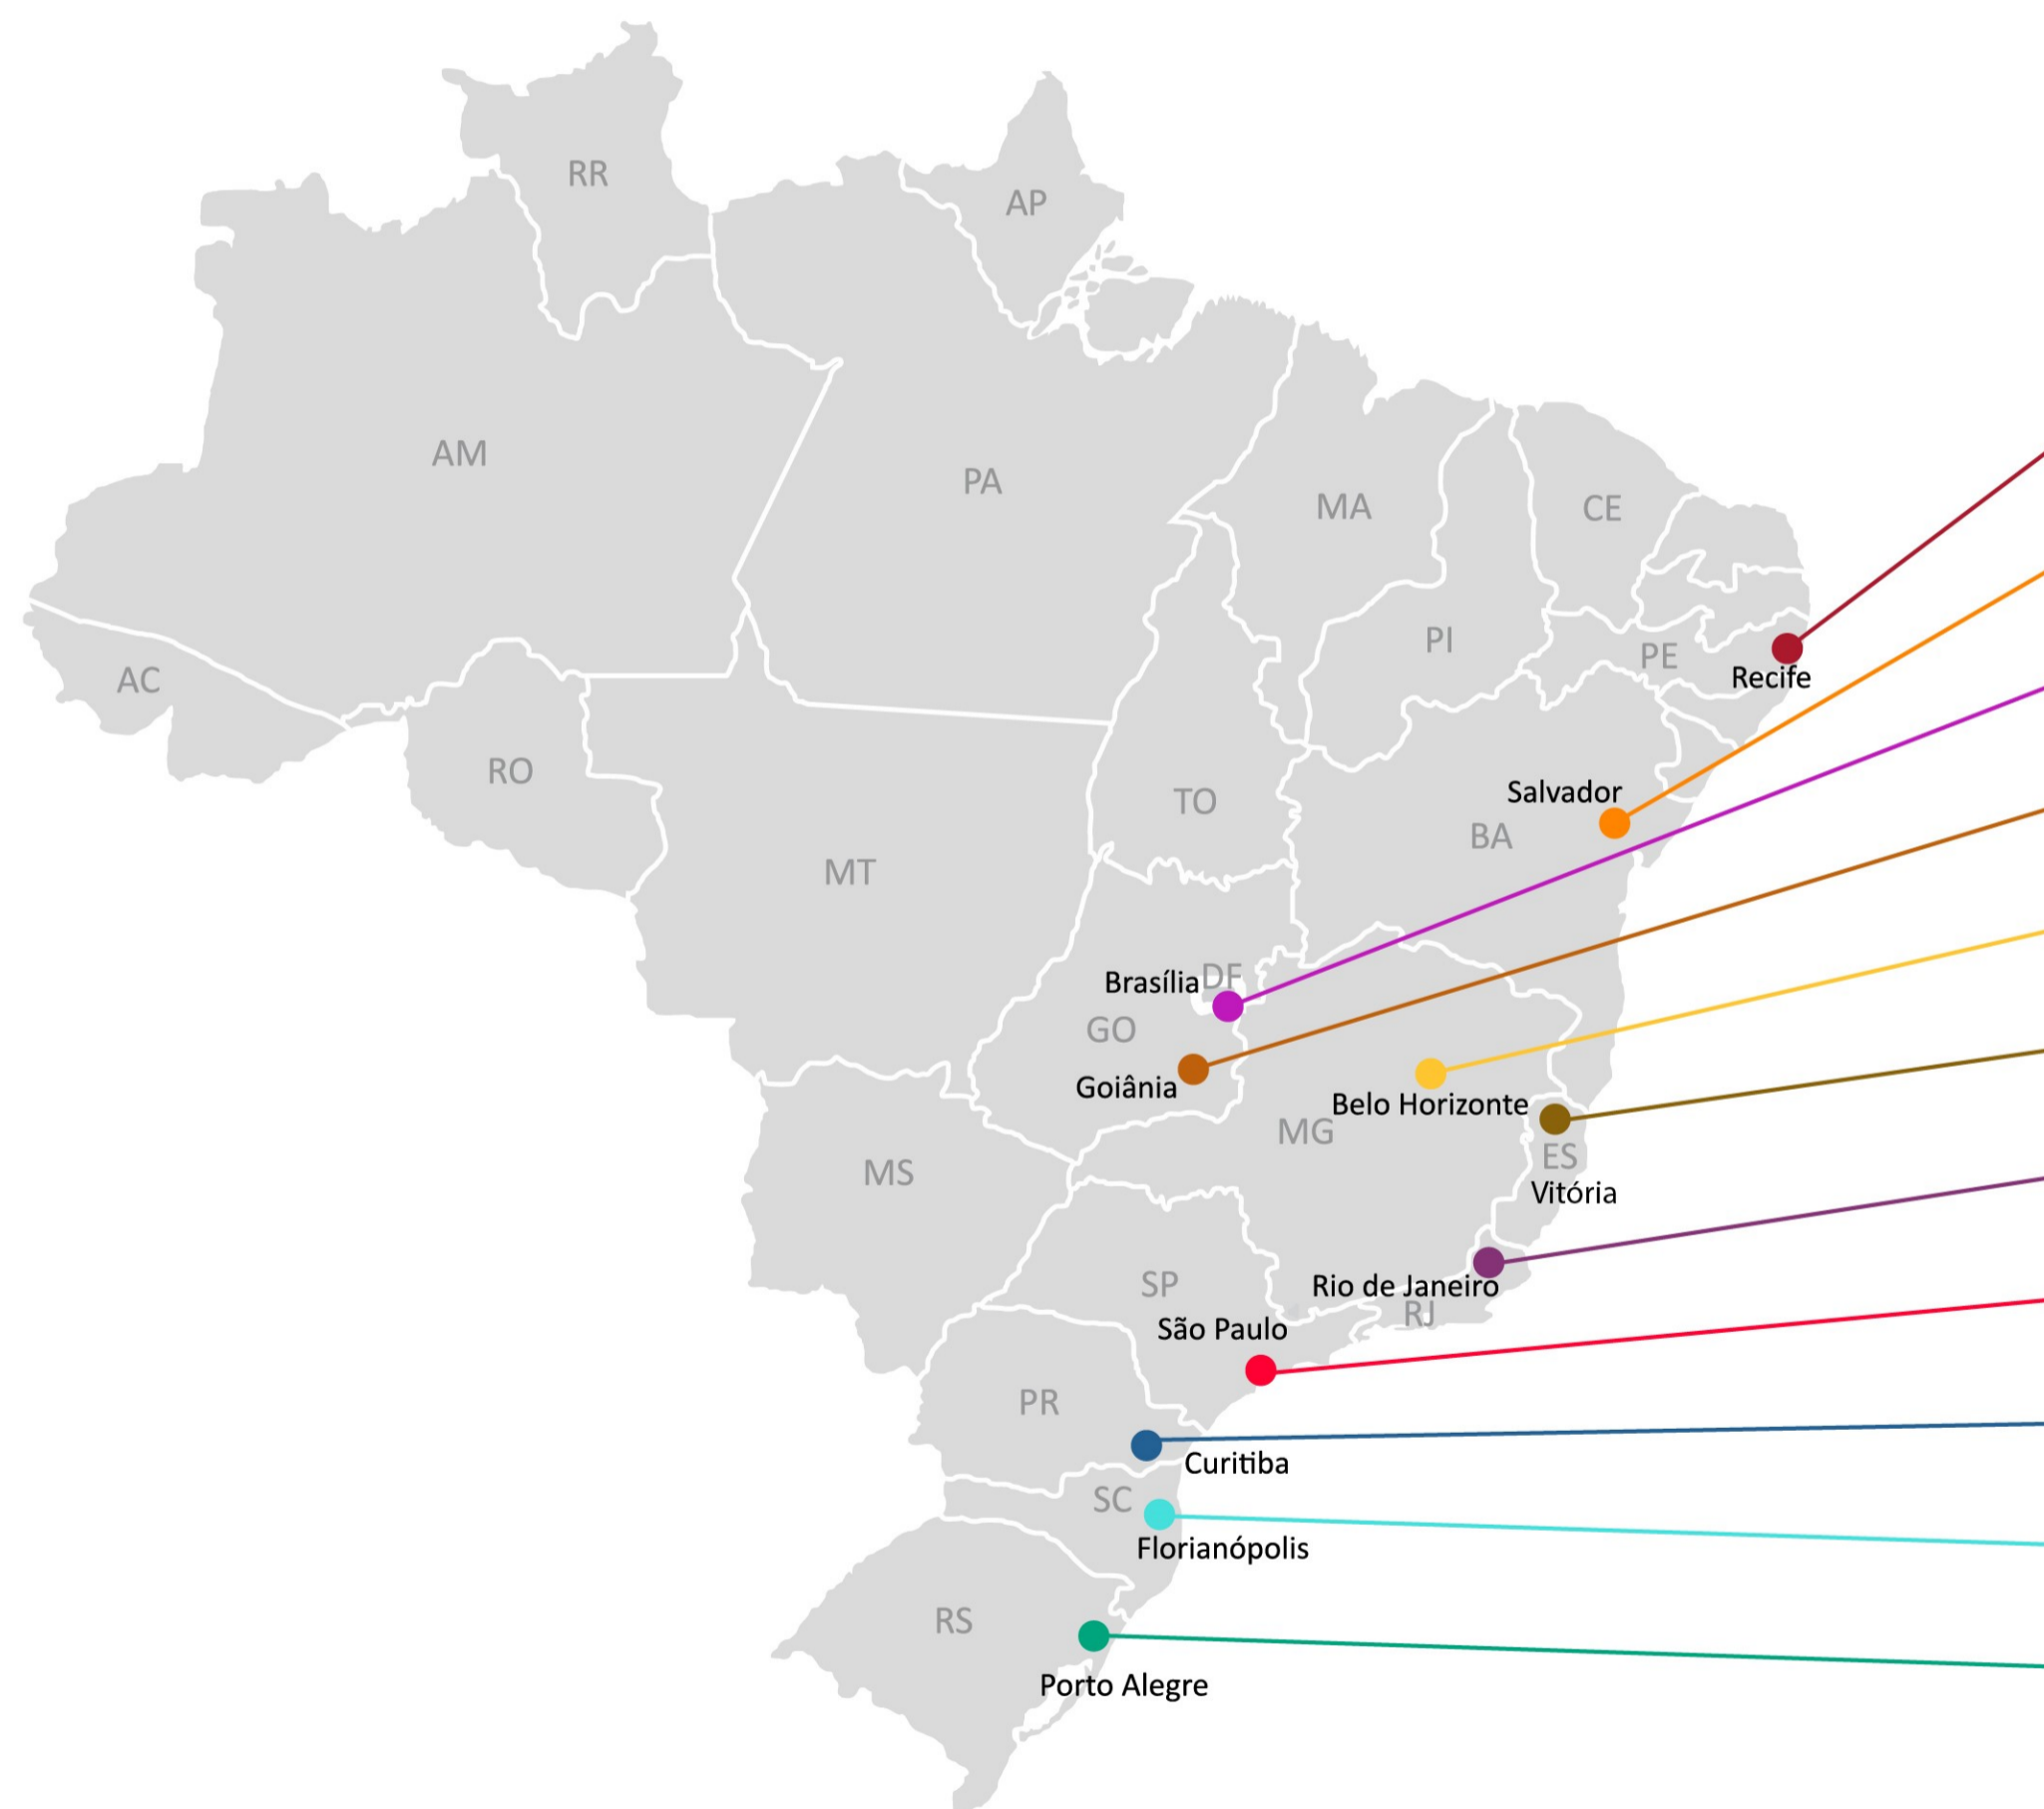 RR
AP
AM
PA
MA
CE
PI
PE
Recife
AC
RO
TO
Salvador
BA
MT
Brasília
DF
GO
Goiânia
Belo Horizonte
MG
ES
Vitória
MS
SP
Rio de Janeiro
RJ
São Paulo
PR
Curitiba
SC
Florianópolis
RS
Porto Alegre